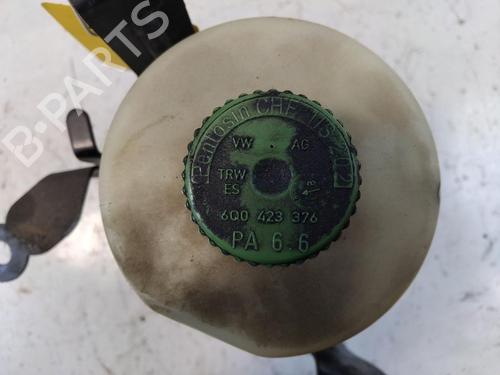 Pentosin CHF 11S/202
VW AG
TRW
ES
6Q0 423 376
PA 6.6
B-PARTS